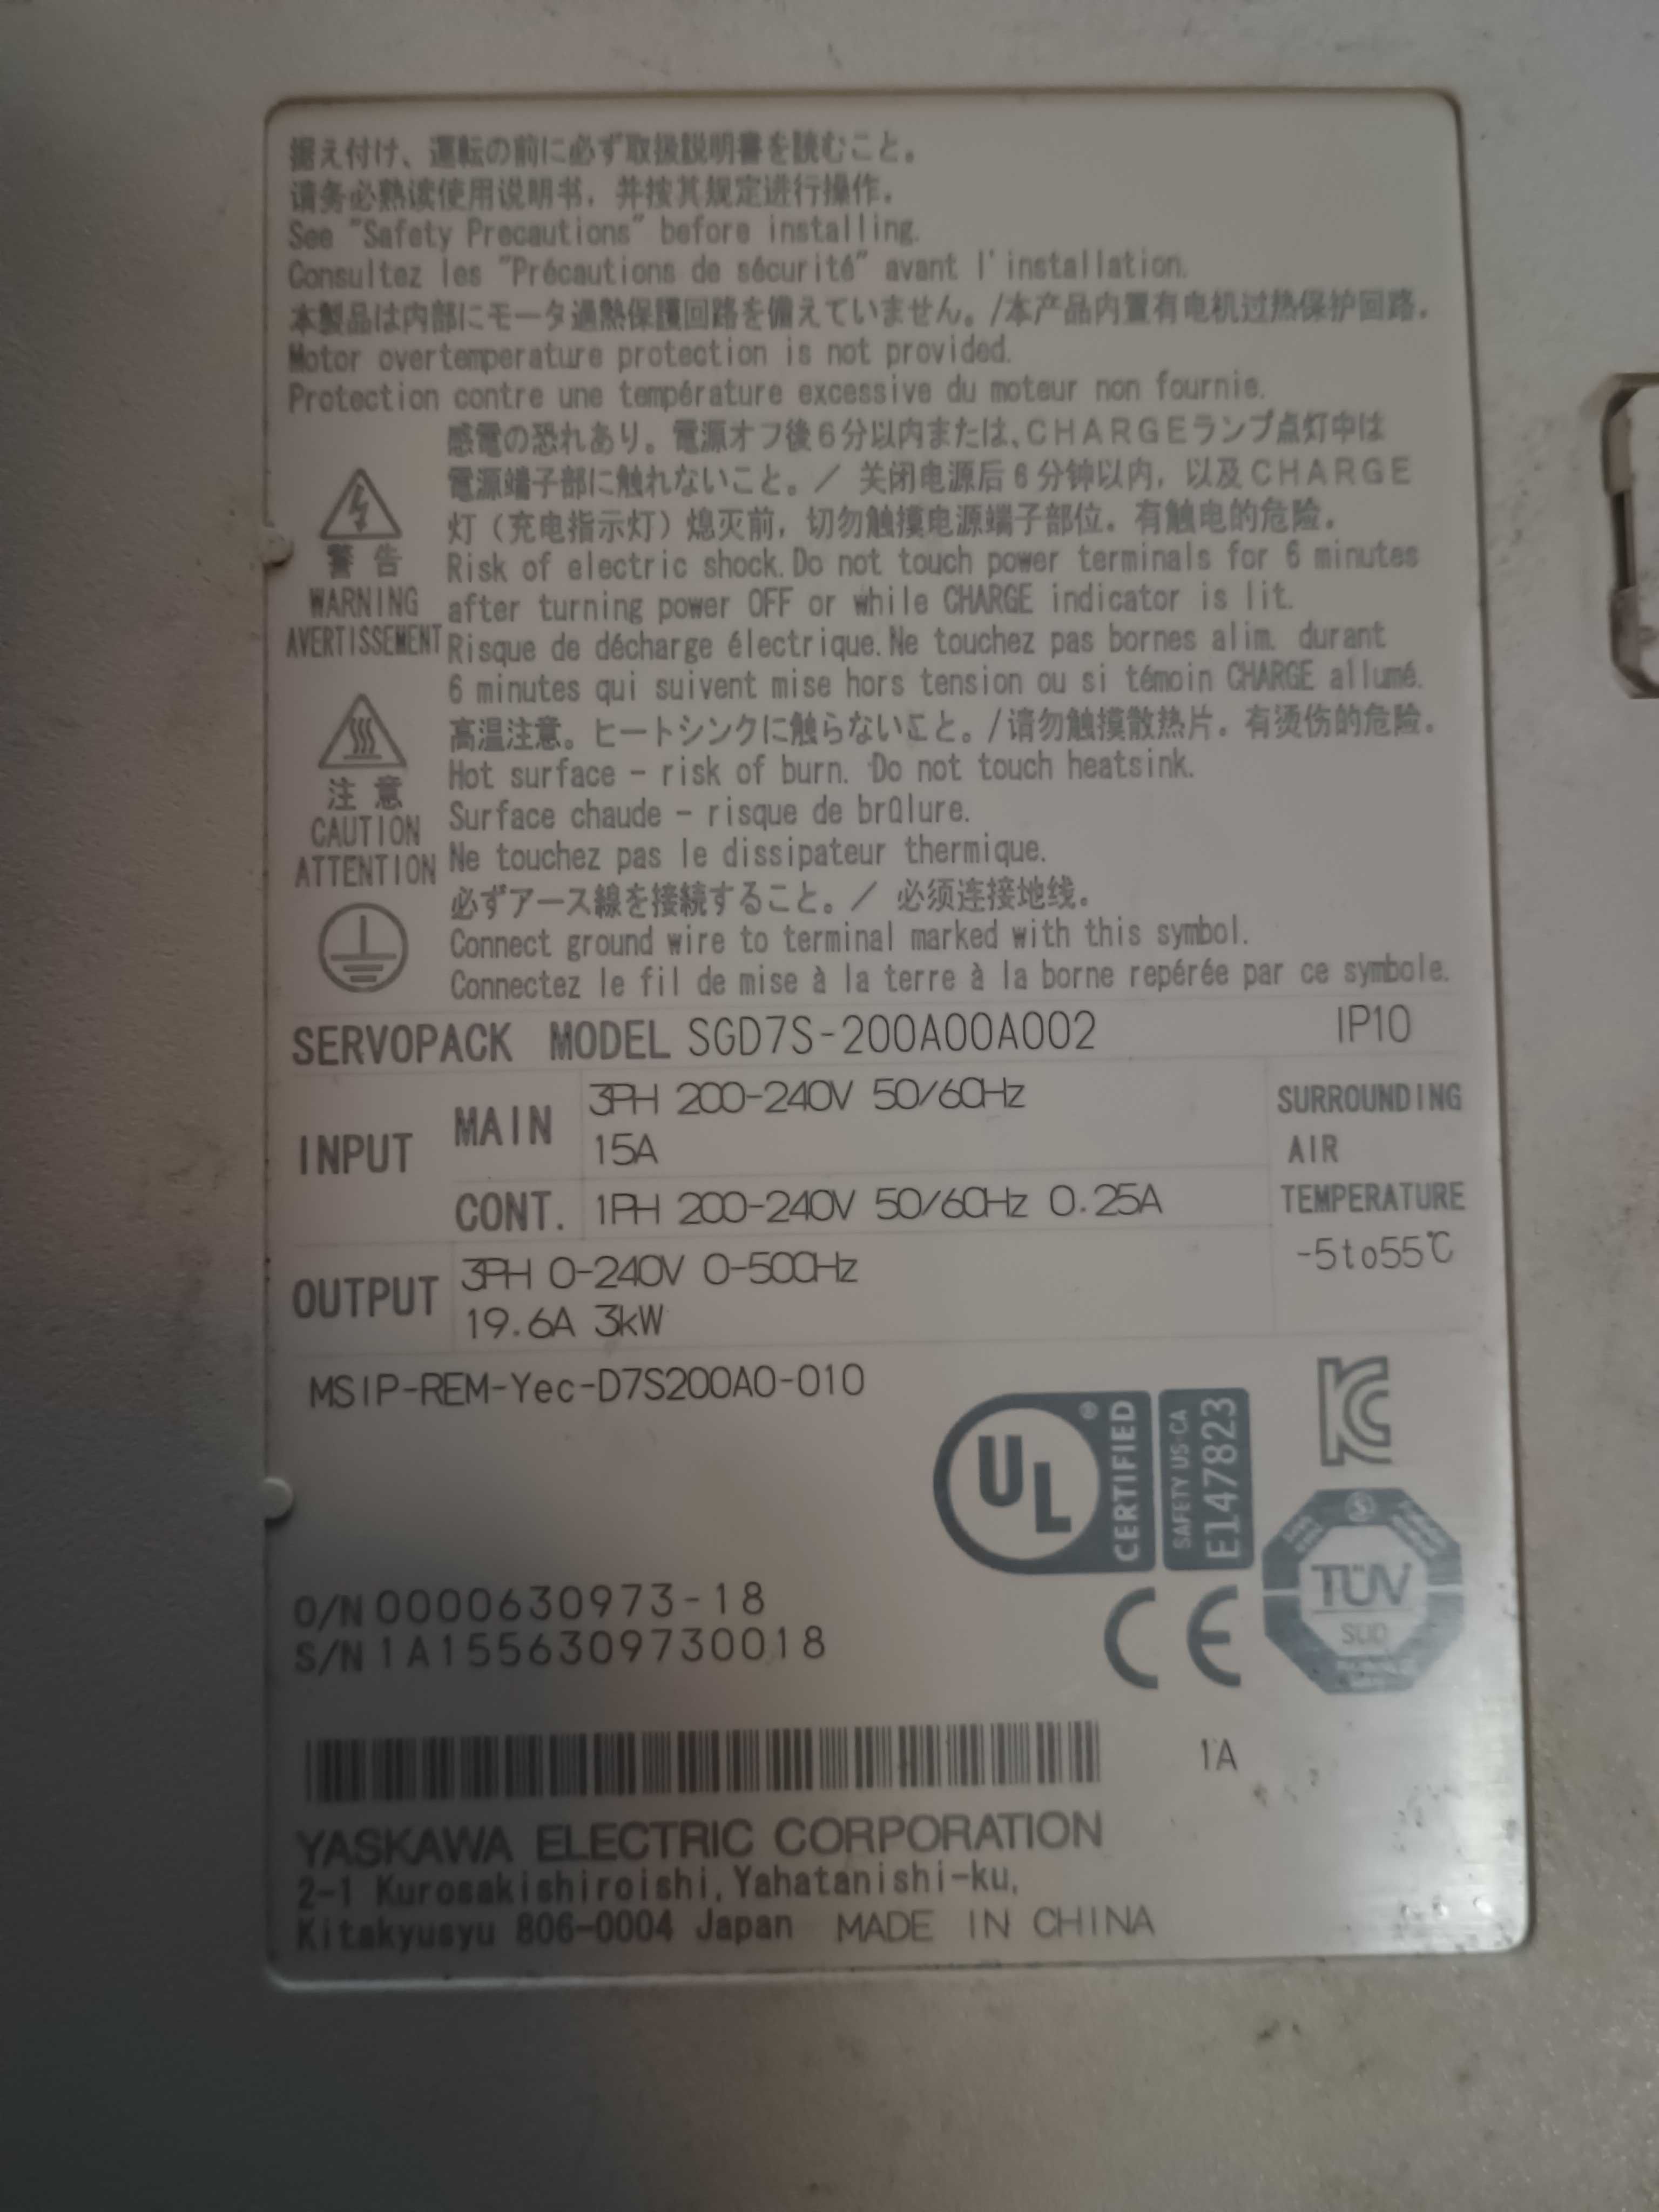 据え付け、運転の前に必ず取扱説明書を読むこと。
请务必熟读使用说明书，并按其规定进行操作。
See "Safety Precautions" before installing.
Consultez les "Précautions de sécurité" avant l'installation.
本製品は内部にモータ過熱保護回路を備えていません。/本产品内置有电机过热保护回路。
Motor overtemperature protection is not provided.
Protection contre une température excessive du moteur non fournie.
警告
WARNING
AVERTISSEMENT
感電の恐れあり。電源オフ後6分以内または、CHARGEランプ点灯中は
電源端子部に触れないこと。/ 关闭电源后6分钟以内，以及CHARGE
灯（充电指示灯）熄灭前，切勿触摸电源端子部位。有触电的危险。
Risk of electric shock. Do not touch power terminals for 6 minutes
after turning power OFF or while CHARGE indicator is lit.
Risque de décharge électrique. Ne touchez pas bornes alim. durant
6 minutes qui suivent mise hors tension ou si témoin CHARGE allumé.
注意
CAUTION
ATTENTION
高温注意。ヒートシンクに触らないこと。/请勿触摸散热片。有烫伤的危险。
Hot surface - risk of burn. Do not touch heatsink.
Surface chaude - risque de brûlure.
Ne touchez pas le dissipateur thermique.
必ずアース線を接続すること。/ 必须连接地线。
Connect ground wire to terminal marked with this symbol.
Connectez le fil de mise à la terre à la borne repérée par ce symbole.
SERVOPACK MODEL SGD7S-200A00A002 IP10
INPUT MAIN 3PH 200-240V 50/60Hz
15A
CONT. 1PH 200-240V 50/60Hz 0.25A
SURROUNDING
AIR
TEMPERATURE
-5to55℃
OUTPUT 3PH 0-240V 0-500Hz
19.6A 3kW
MSIP-REM-Yec-D7S200A0-010
UL ® CERTIFIED
SAFETY US CA
E147823
TÜV
SÜD
CE
O/N 0000630973-18
S/N 1A1556309730018
1A
YASKAWA ELECTRIC CORPORATION
2-1 Kurosakishiroishi, Yahatanishi-ku,
Kitakyusyu 806-0004 Japan MADE IN CHINA